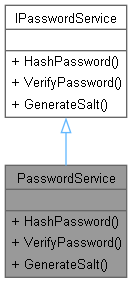 IPasswordService
+ HashPassword()
+ VerifyPassword()
+ GenerateSalt()
PasswordService
+ HashPassword()
+ VerifyPassword()
+ GenerateSalt()